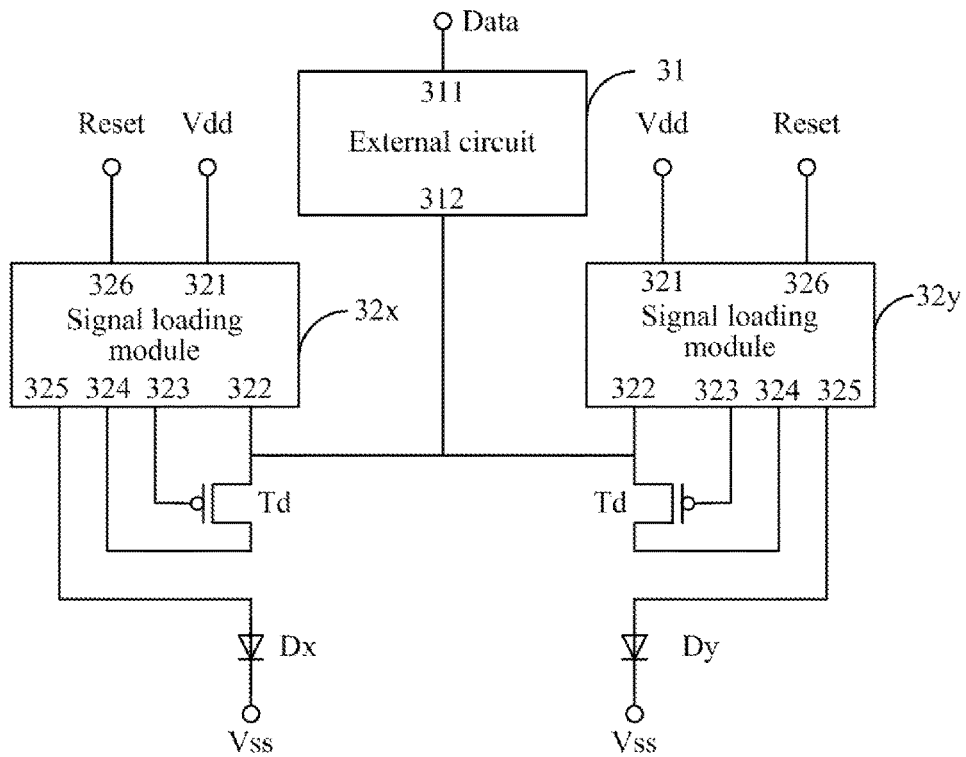 Data
31
311
External circuit
312
Reset Vdd
Vdd Reset
326 321
Signal loading
module
32x
325 324 323 322
321 326
Signal loading
module
32y
322 323 324 325
Td
Td
Dx
Dy
Vss
Vss